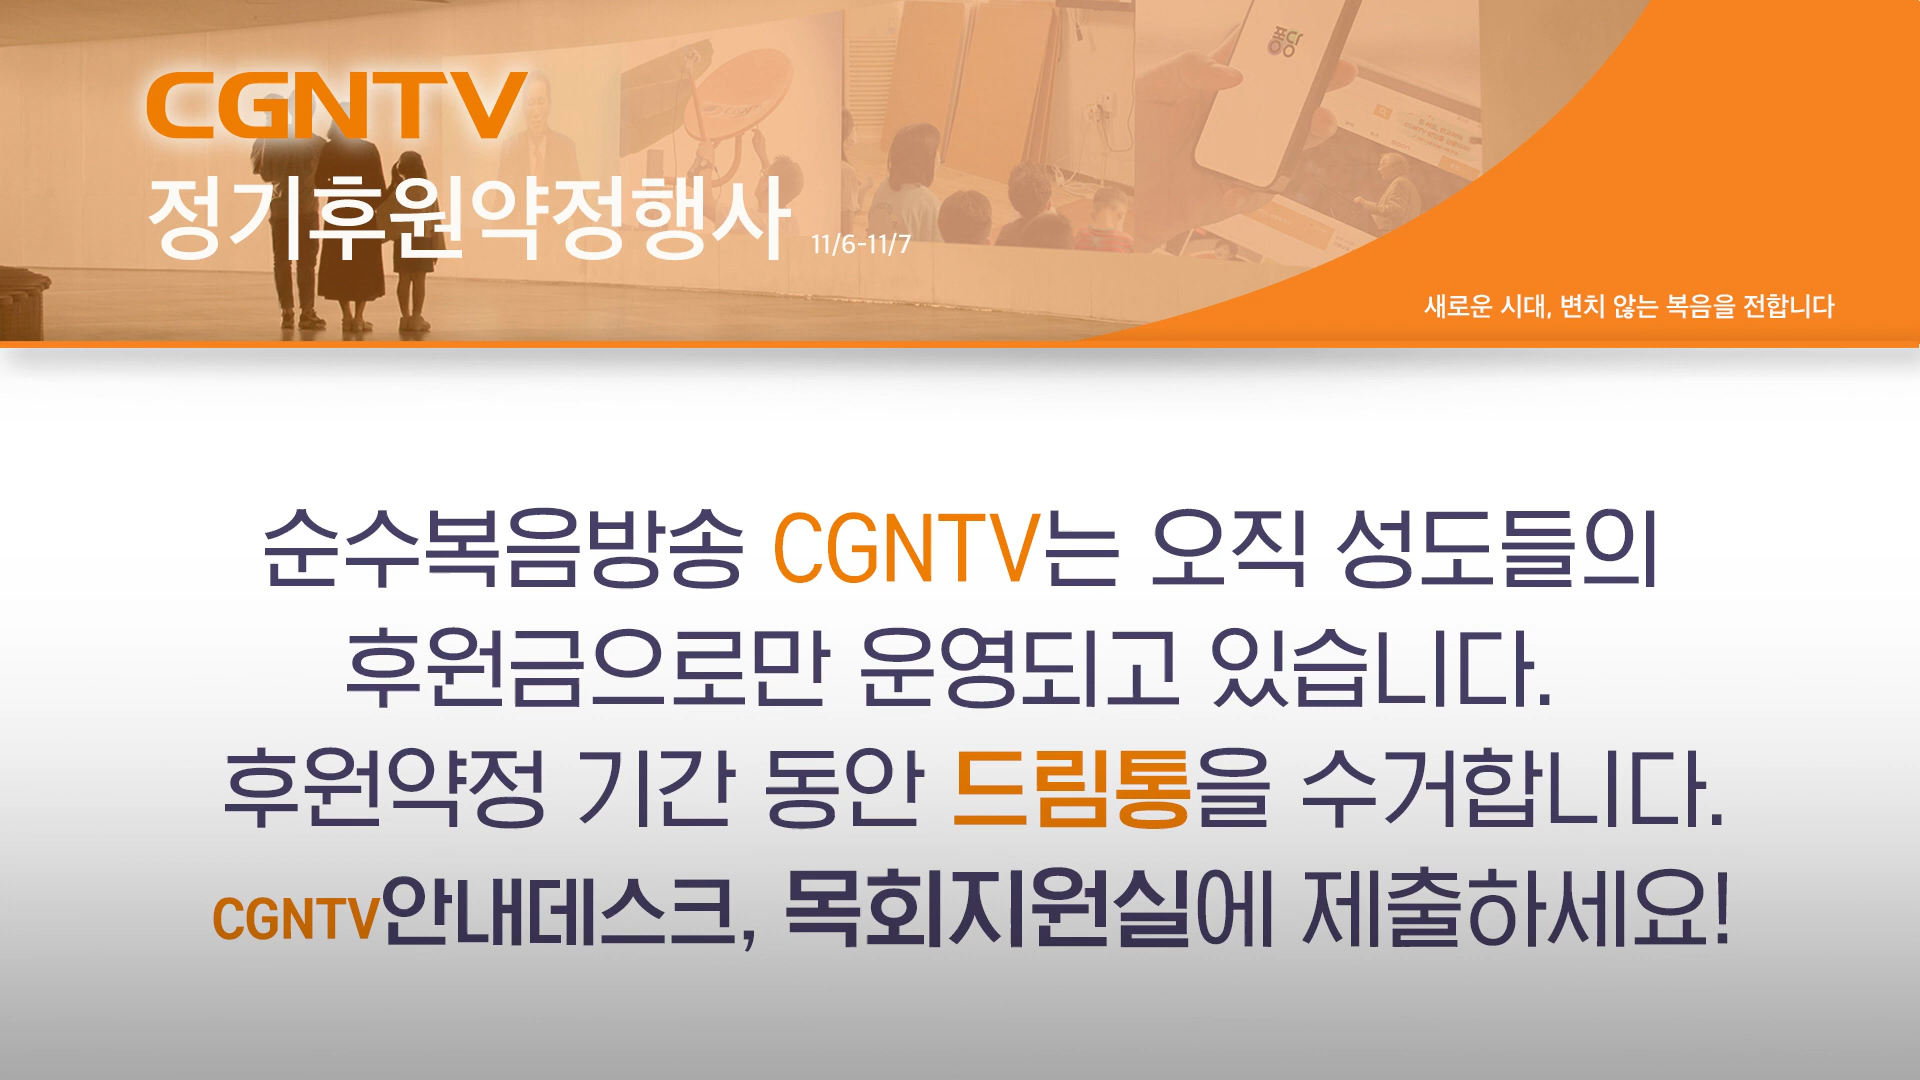 CGNTV
정기후원약정행사 11/6-11/7
퐁당
새로운 시대, 변치 않는 복음을 전합니다
순수복음방송 CGNTV는 오직 성도들의
후원금으로만 운영되고 있습니다.
후원약정 기간 동안 드림통을 수거합니다.
CGNTV안내데스크, 목회지원실에 제출하세요!